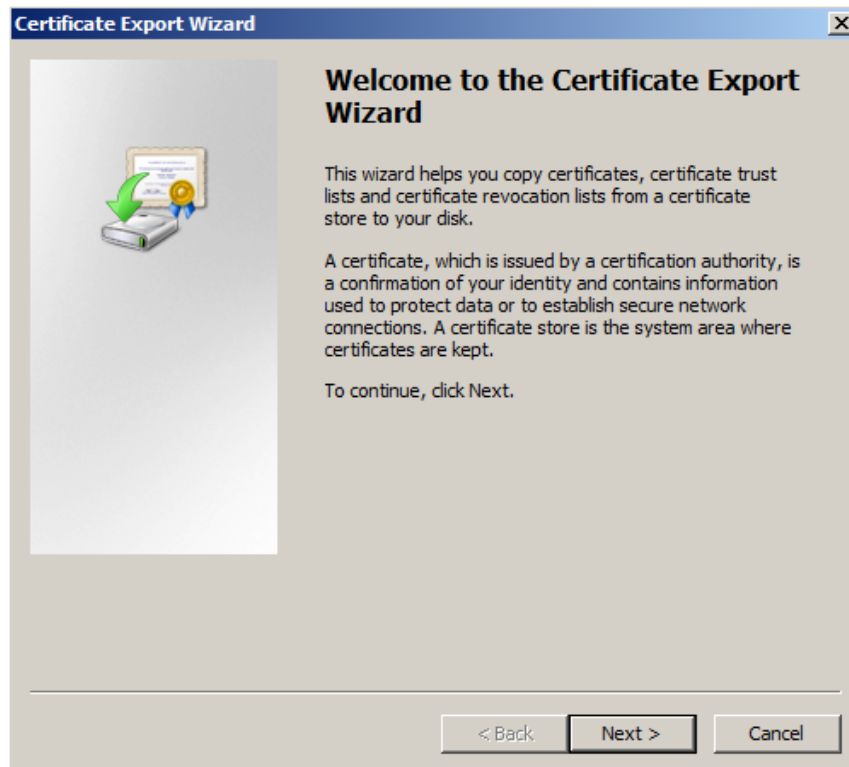 Certificate Export Wizard
Welcome to the Certificate Export
Wizard
This wizard helps you copy certificates, certificate trust
lists and certificate revocation lists from a certificate
store to your disk.
A certificate, which is issued by a certification authority, is
a confirmation of your identity and contains information
used to protect data or to establish secure network
connections. A certificate store is the system area where
certificates are kept.
To continue, click Next.
< Back
Next >
Cancel